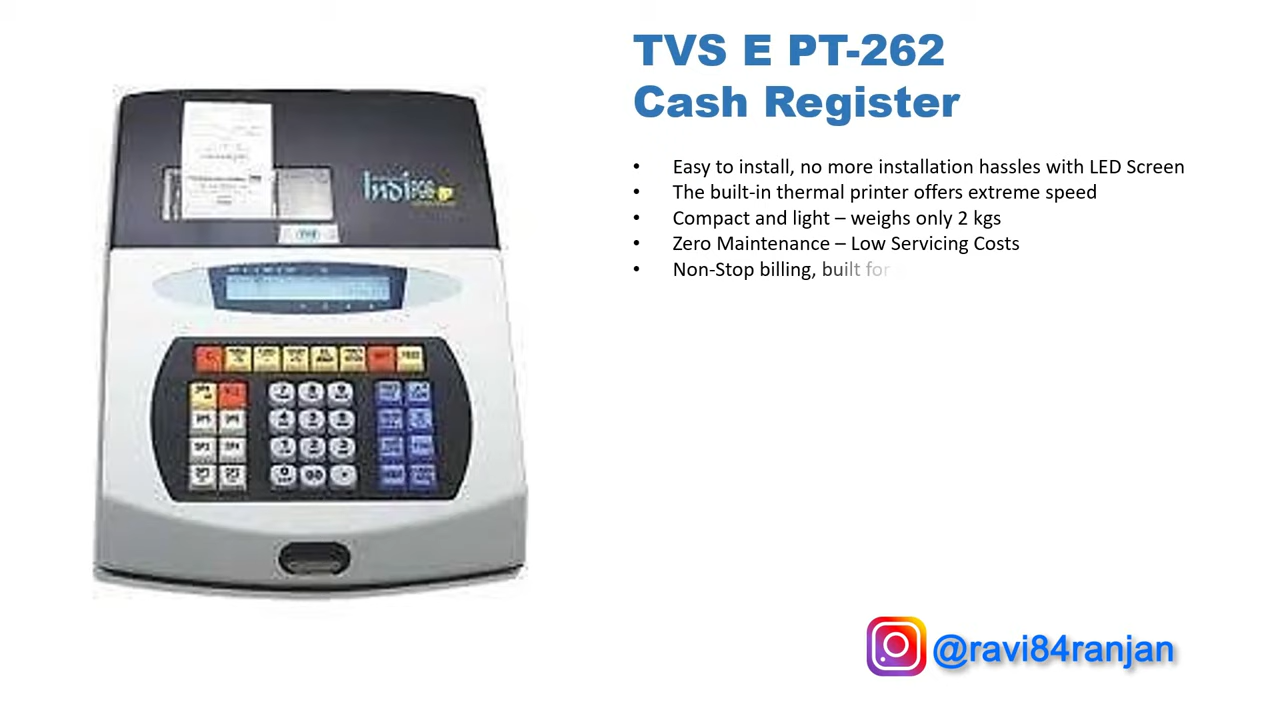 TVS E PT-262
Cash Register
• Easy to install, no more installation hassles with LED Screen
• The built-in thermal printer offers extreme speed
• Compact and light – weighs only 2 kgs
• Zero Maintenance – Low Servicing Costs
• Non-Stop billing, built for
IndiPOS
@ravi84ranjan